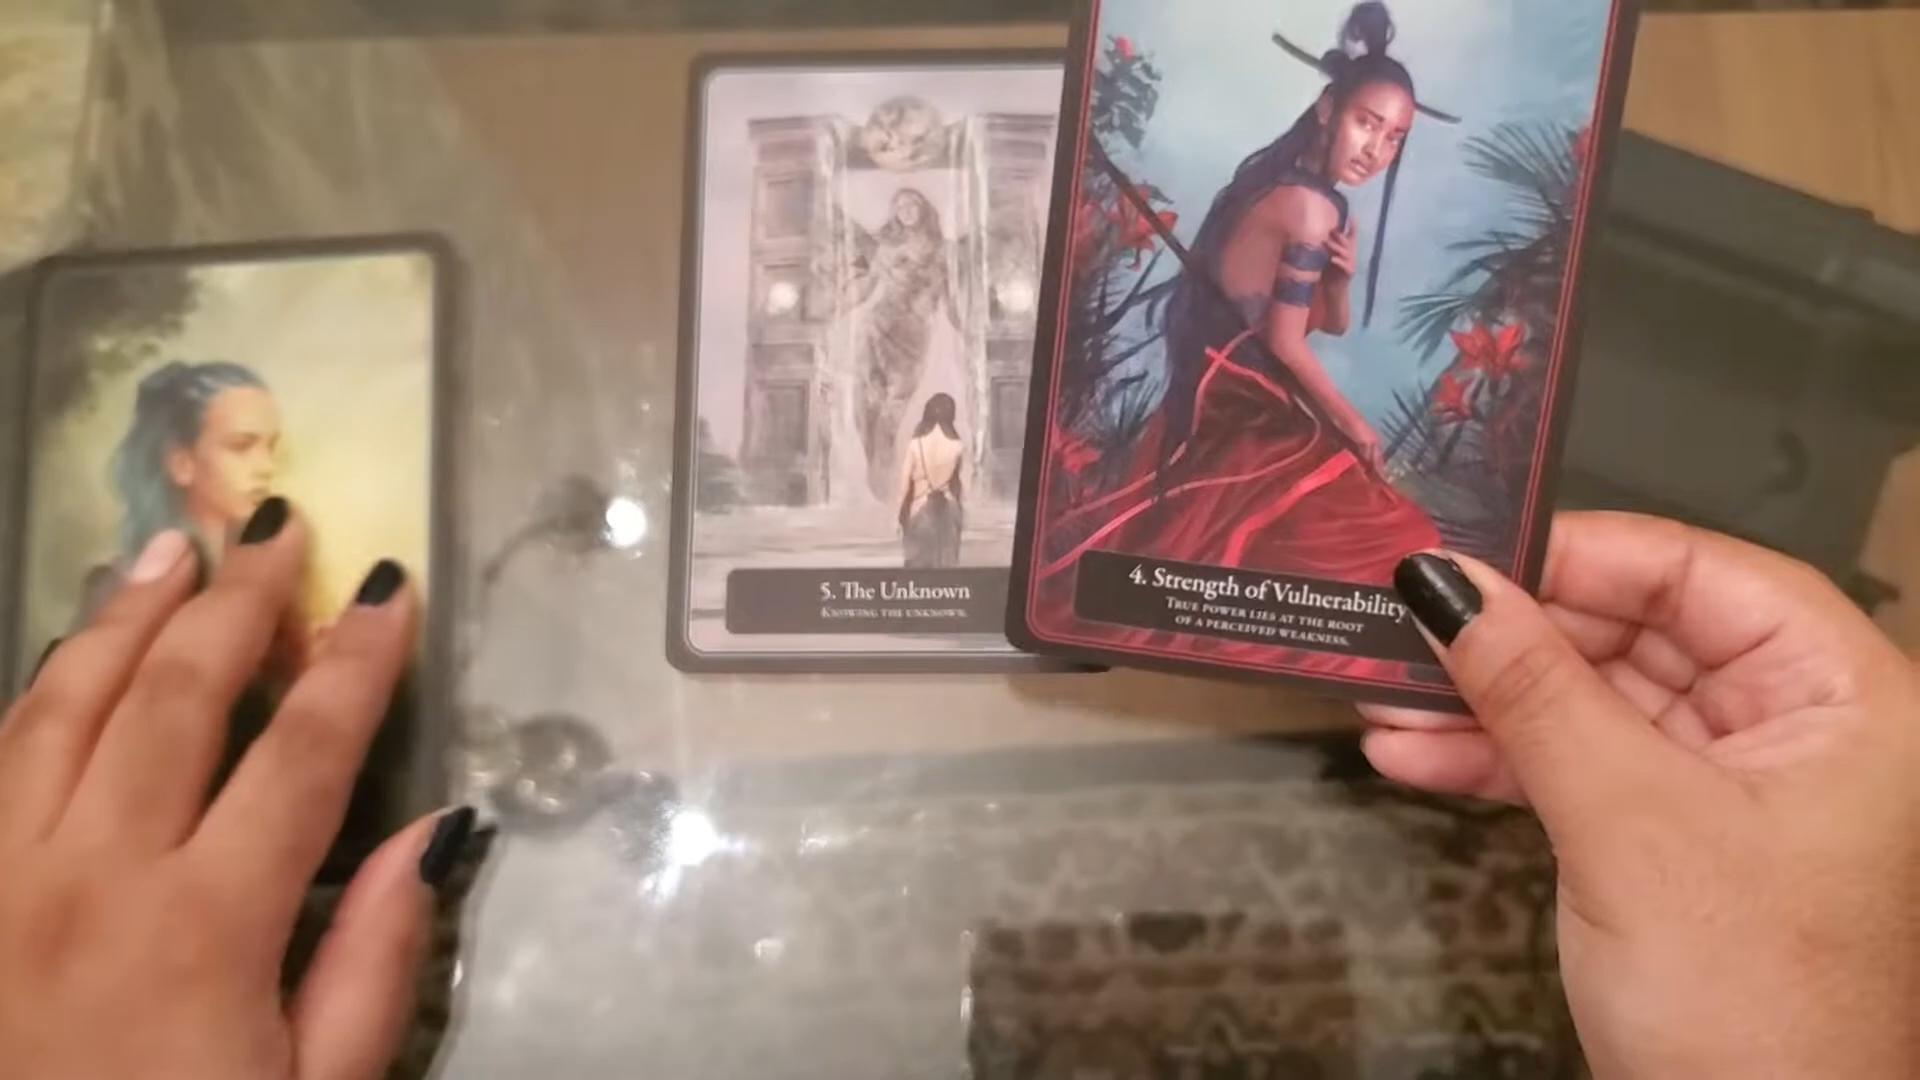 5. The Unknown
Knowing the unknown.
4. Strength of Vulnerability
True power lies at the root
of a perceived weakness.